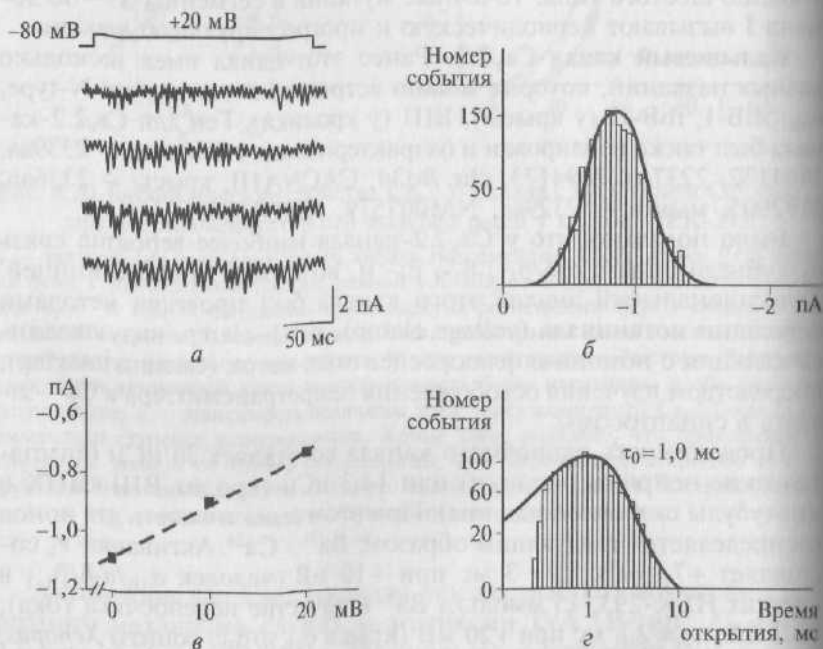 −80 мВ
+20 мВ
2 пА
50 мс
а
Номер
события
150
50
0
−1
−2
пА
б
пА
−0,6
−0,8
−1,0
−1,2
0
10
20
мВ
в
Номер
события
100
60
20
0
τ₀=1,0 мс
1
10
Время
открытия, мс
г